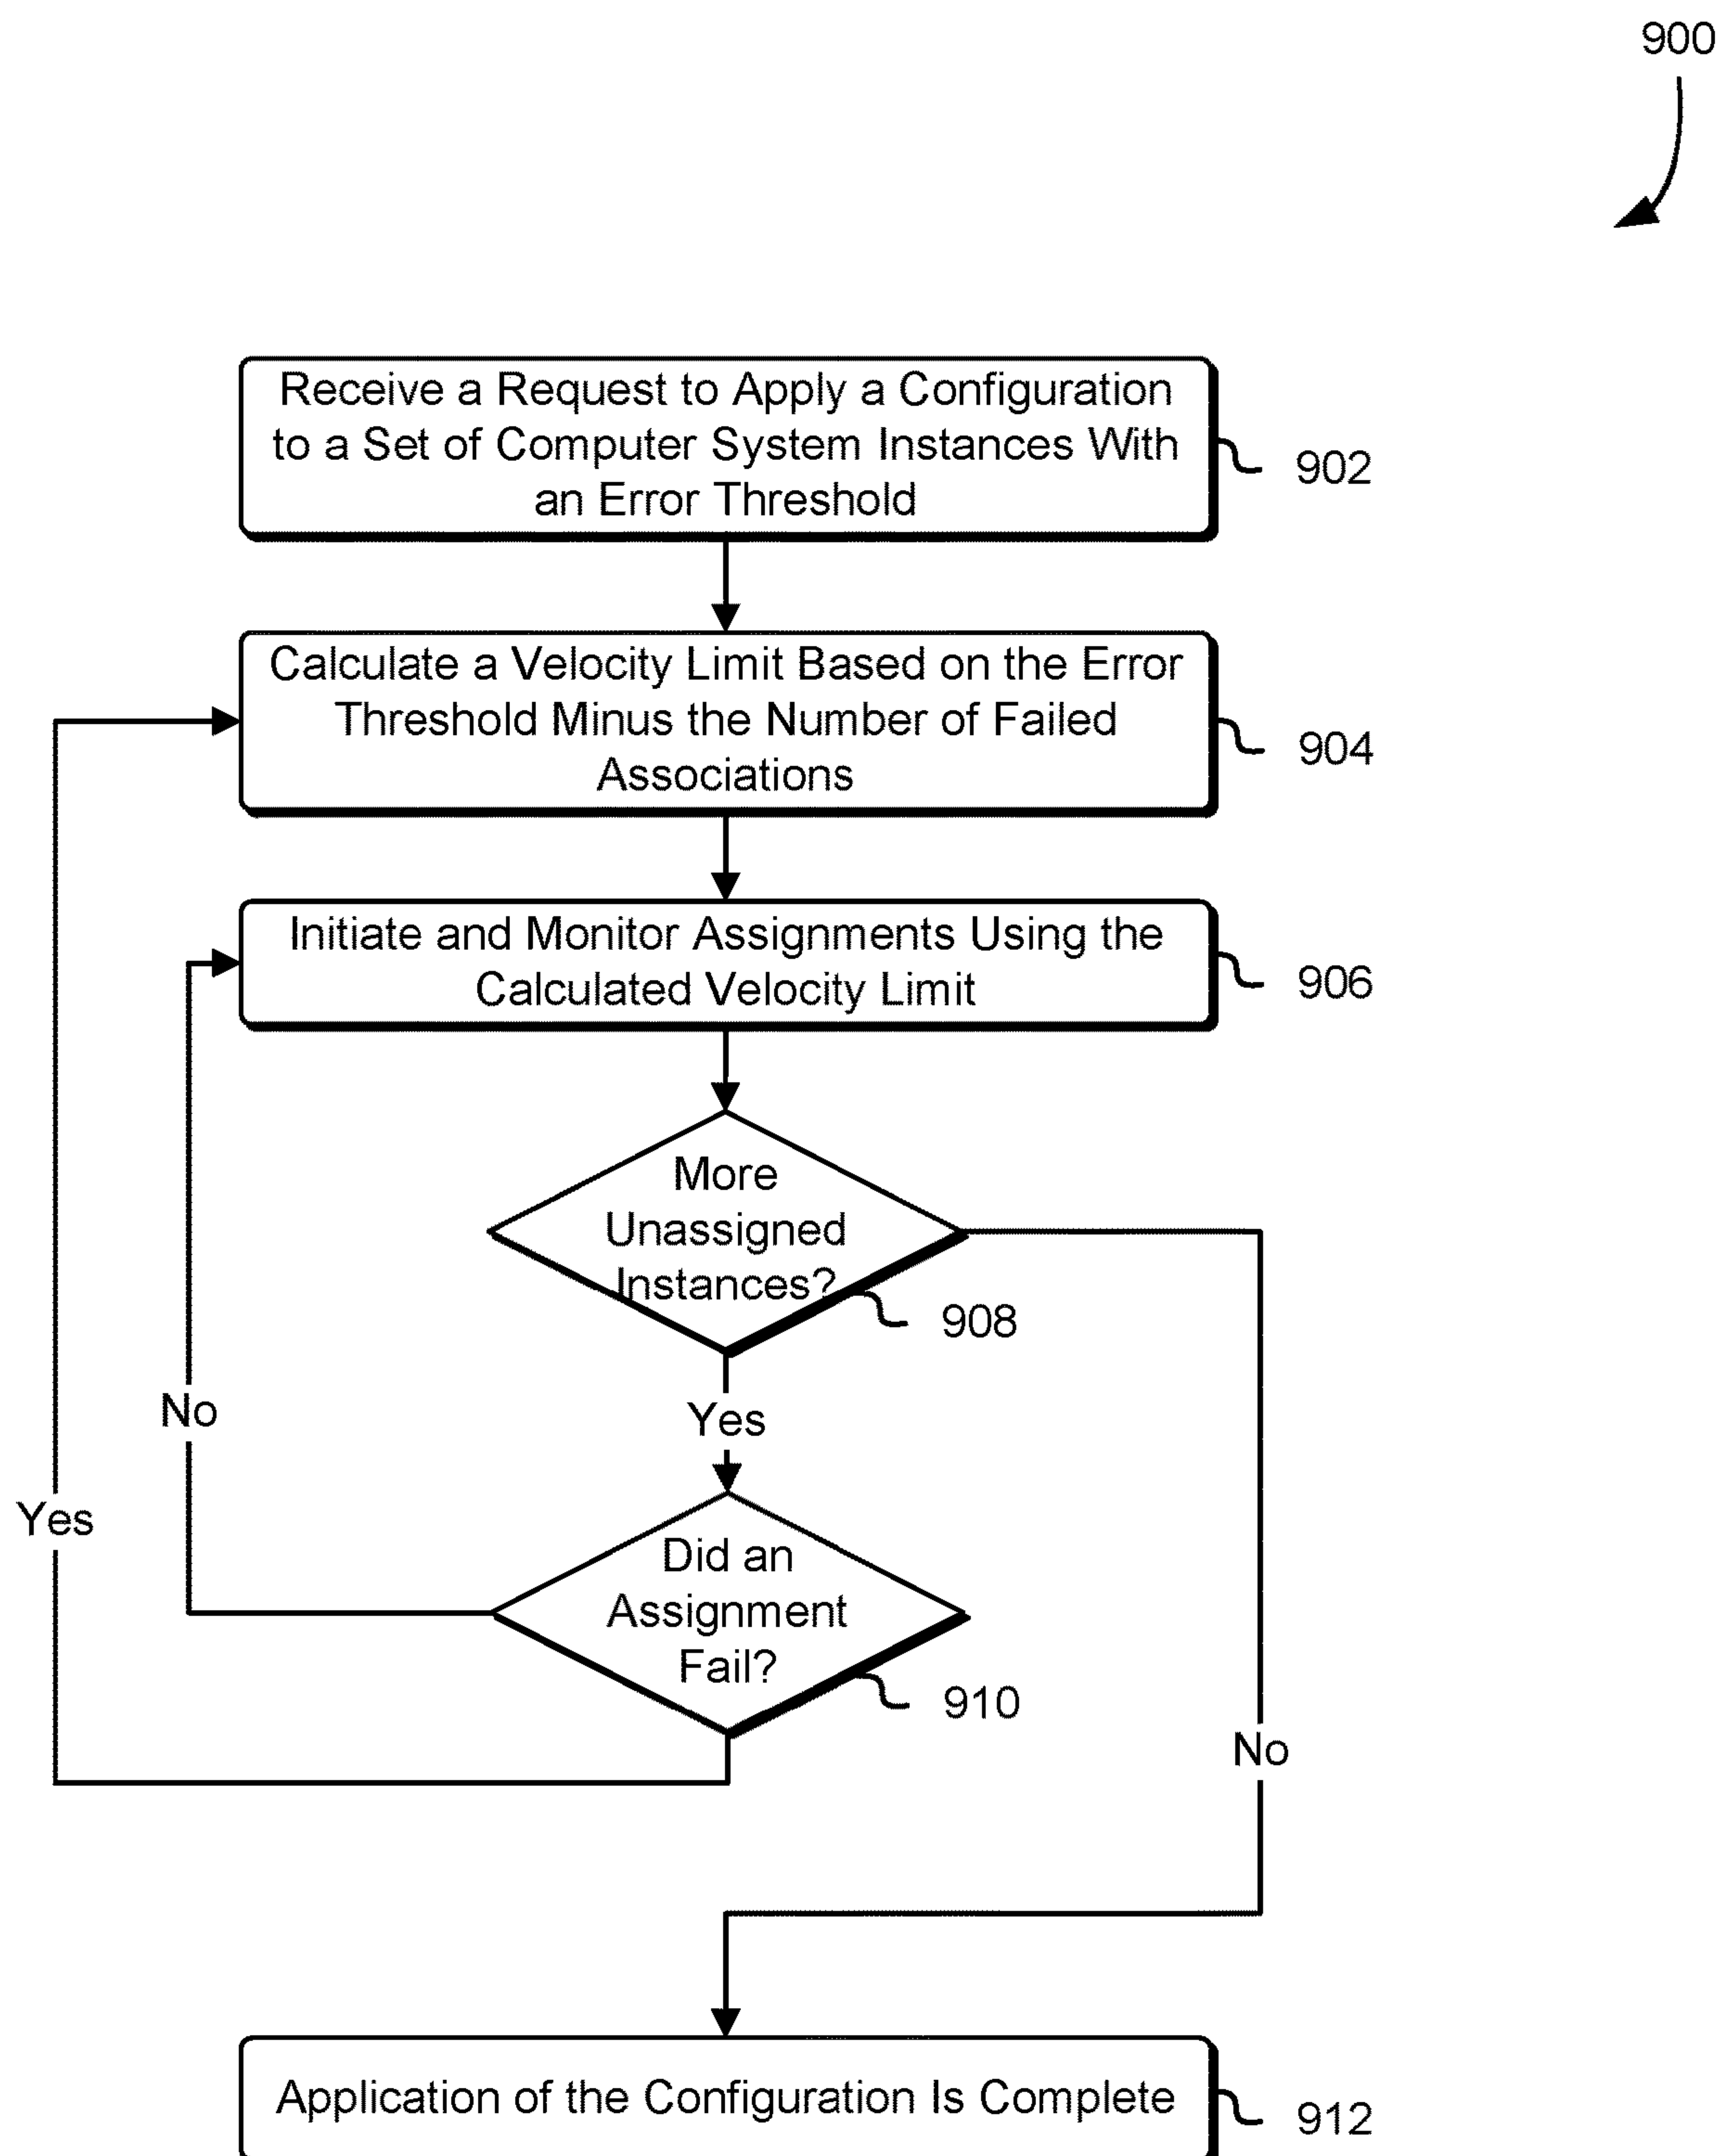 900
Receive a Request to Apply a Configuration
to a Set of Computer System Instances With
an Error Threshold
902
Calculate a Velocity Limit Based on the Error
Threshold Minus the Number of Failed
Associations
904
Initiate and Monitor Assignments Using the
Calculated Velocity Limit
906
More
Unassigned
Instances?
908
No
Yes
Yes
Did an
Assignment
Fail?
910
No
Application of the Configuration Is Complete
912